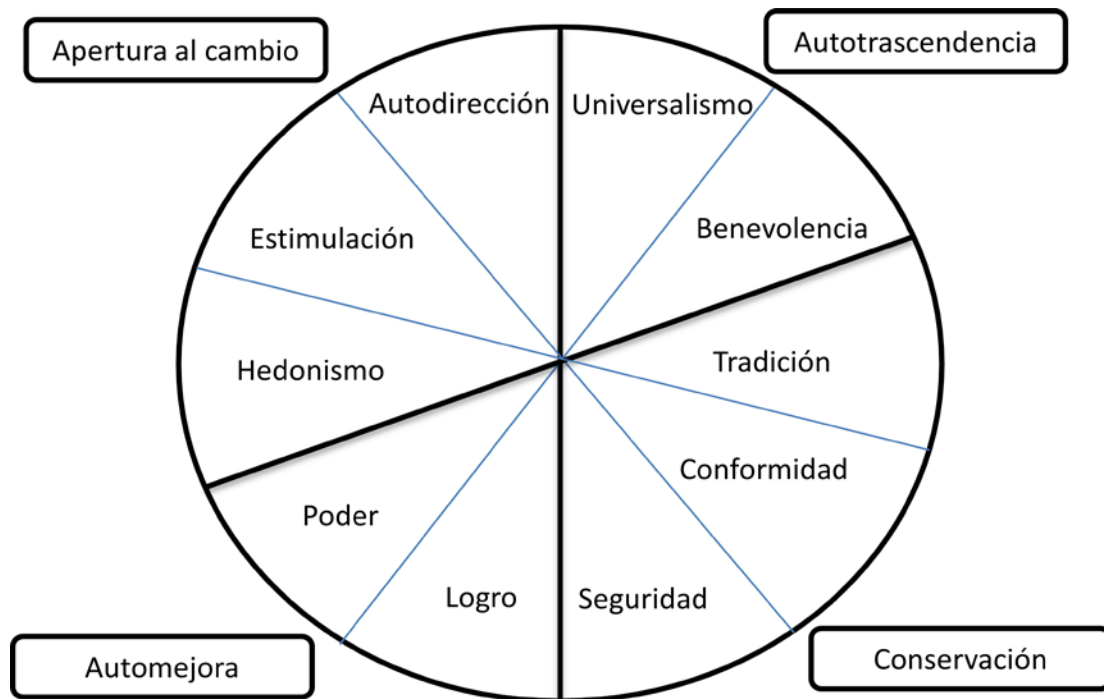 Apertura al cambio
Autotrascendencia
Autodirección
Universalismo
Estimulación
Benevolencia
Hedonismo
Tradición
Conformidad
Poder
Logro
Seguridad
Automejora
Conservación